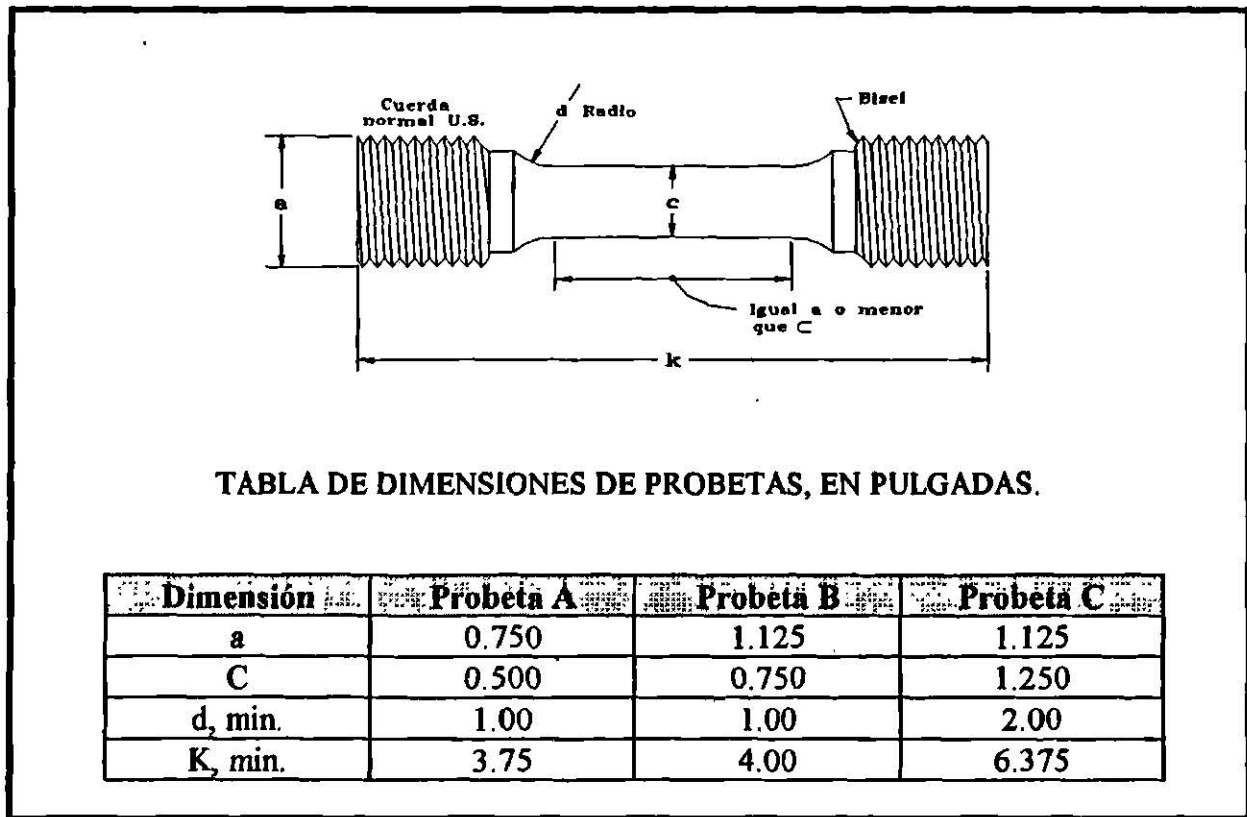 Cuerda
normal U.S.
d Radio
Bisel
a
c
Igual a o menor
que C
k
TABLA DE DIMENSIONES DE PROBETAS, EN PULGADAS.
Dimensión Probeta A Probeta B Probeta C
a 0.750 1.125 1.125
C 0.500 0.750 1.250
d, min. 1.00 1.00 2.00
K, min. 3.75 4.00 6.375